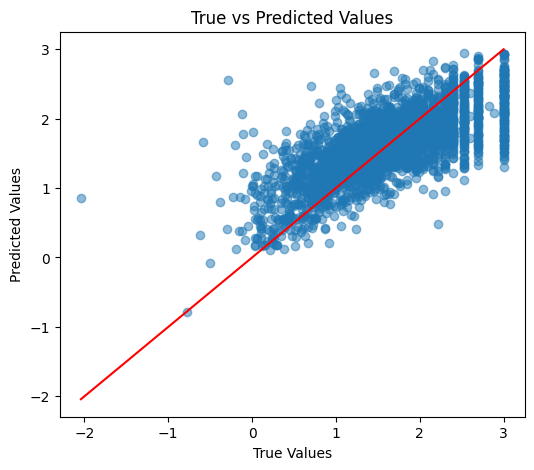 True vs Predicted Values
3
2
1
0
−1
−2
Predicted Values
−2 −1 0 1 2 3
True Values